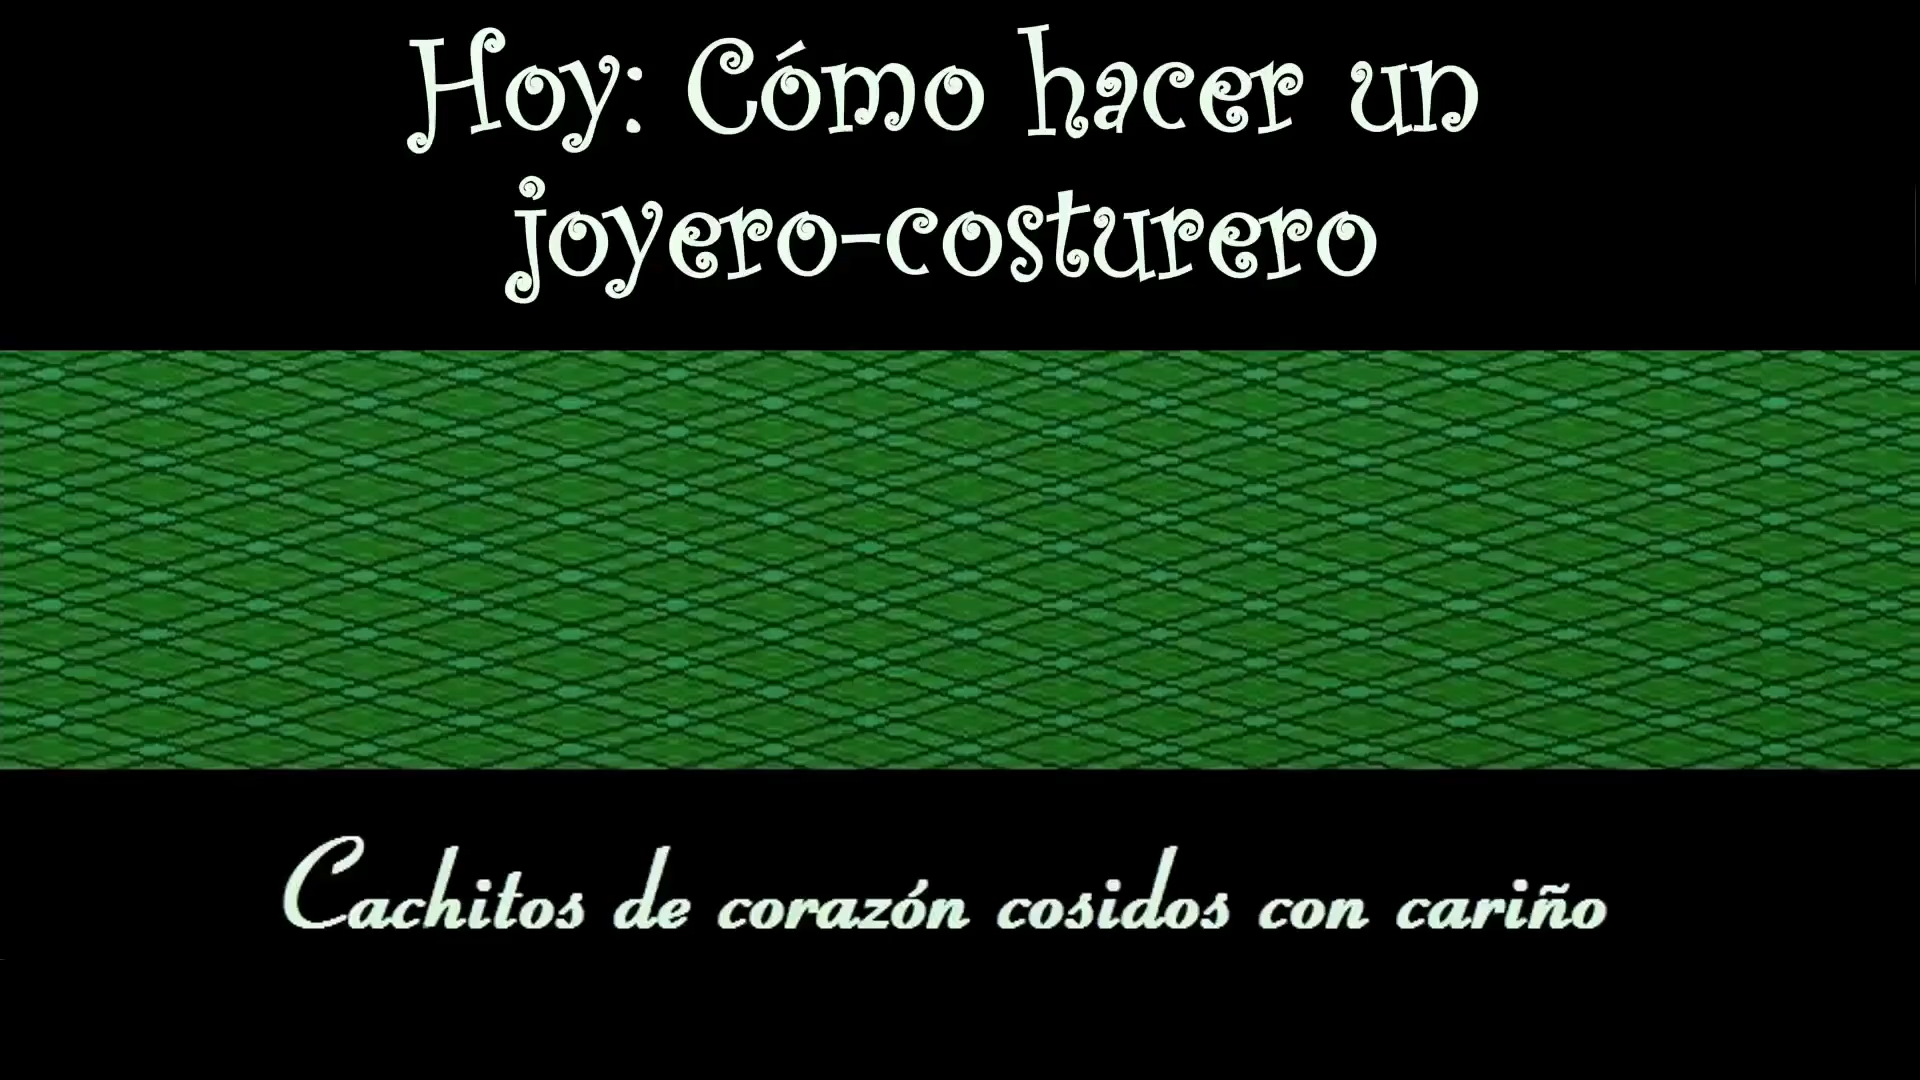 Hoy: Cómo hacer un
joyero-costurero
Cachitos de corazón cosidos con cariño